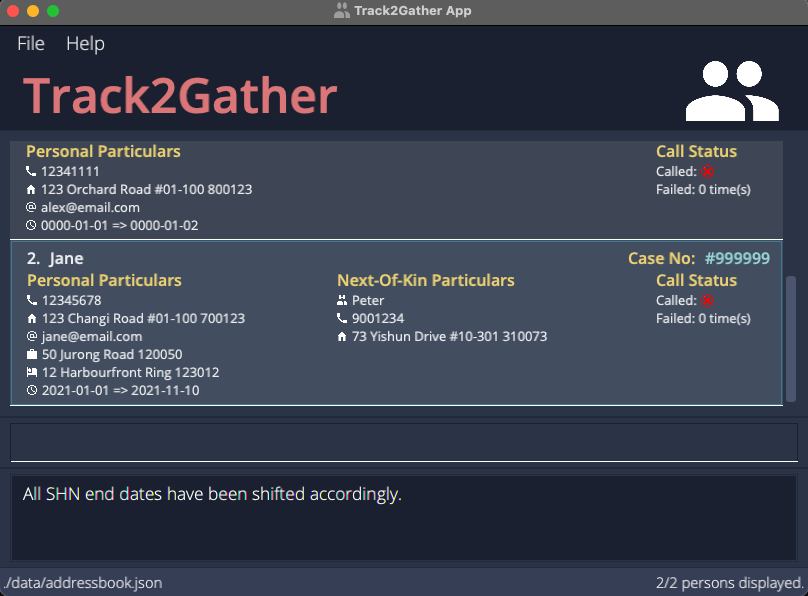 Track2Gather App
File Help
Track2Gather
Personal Particulars Call Status
12341111 Called:
123 Orchard Road #01-100 800123 Failed: 0 time(s)
alex@email.com
0000-01-01 => 0000-01-02
2. Jane Case No: #999999
Personal Particulars Next-Of-Kin Particulars Call Status
12345678 Peter Called:
123 Changi Road #01-100 700123 9001234 Failed: 0 time(s)
jane@email.com 73 Yishun Drive #10-301 310073
50 Jurong Road 120050
12 Harbourfront Ring 123012
2021-01-01 => 2021-11-10
All SHN end dates have been shifted accordingly.
./data/addressbook.json 2/2 persons displayed.